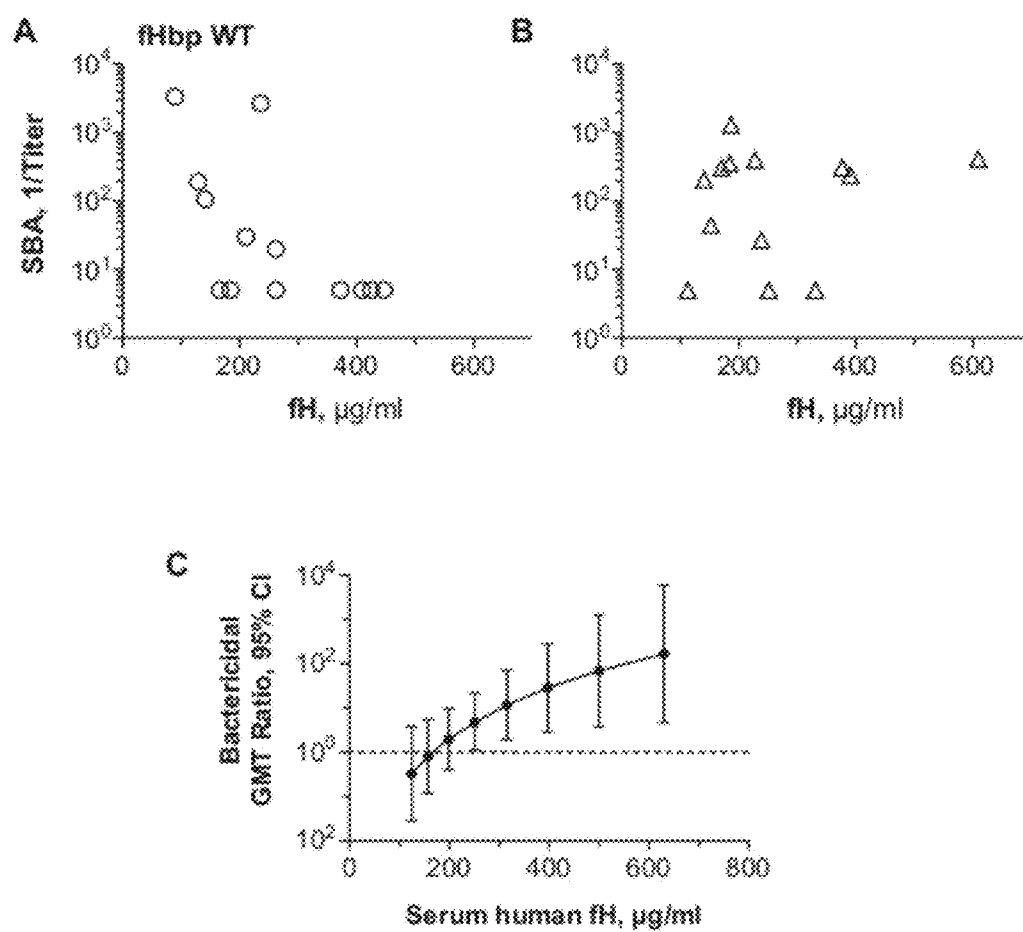 A
fHbp WT
10⁴
10³
10²
10¹
10⁰
SBA, 1/Titer
0 200 400 600
fH, µg/ml
B
10⁴
10³
10²
10¹
10⁰
0 200 400 600
fH, µg/ml
C
10⁴
10²
10⁰
10²
Bactericidal
GMT Ratio, 95% CI
0 200 400 600 800
Serum human fH, µg/ml